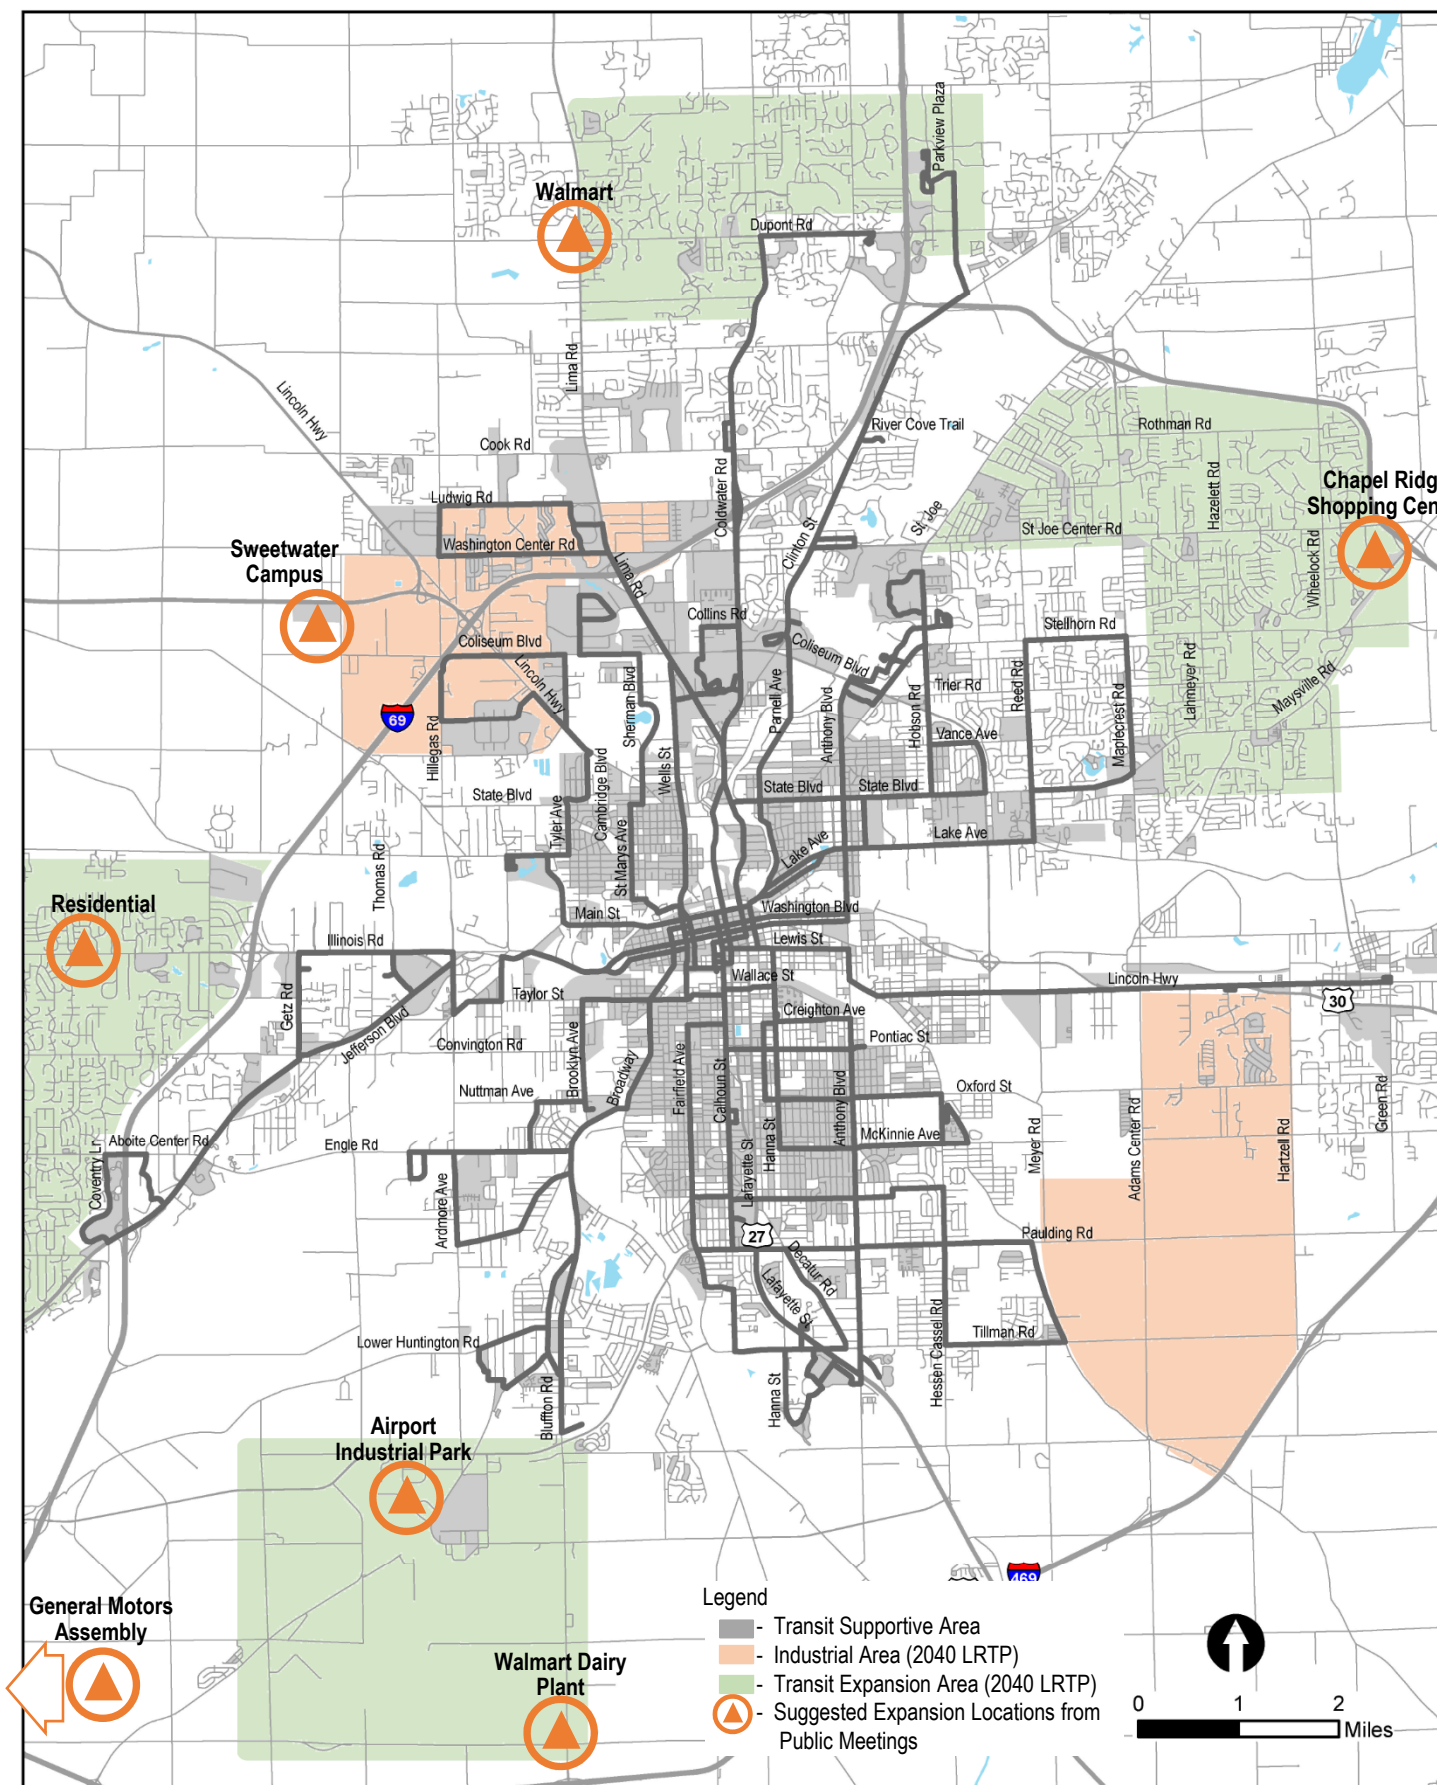 Parkview Plaza
Walmart
Dupont Rd
Lima Rd
Lincoln Hwy
River Cove Trail
Rothman Rd
Cook Rd
Coldwater Rd
Hazelett Rd
Chapel Ridg
Shopping Cen
Ludwig Rd
St. Joe
St Joe Center Rd
Clinton St
Washington Center Rd
Sweetwater
Campus
Lima Rd
Wheelock Rd
Collins Rd
Stellhorn Rd
Coliseum Blvd
Coliseum Blvd
Lincoln Hwy
Sherman Blvd
Parnell Ave
Anthony Blvd
Hobson Rd
Trier Rd
Reed Rd
Maplecrest Rd
Lahmeyer Rd
Maysville Rd
69
Hillegas Rd
Vance Ave
Wells St
State Blvd
State Blvd
State Blvd
Tyler Ave
Cambridge Blvd
St Marys Ave
Lake Ave
Lake Ave
Thomas Rd
Residential
Main St
Washington Blvd
Illinois Rd
Lewis St
Wallace St
Lincoln Hwy
30
Getz Rd
Taylor St
Jefferson Blvd
Creighton Ave
Convington Rd
Brooklyn Ave
Broadway
Fairfield Ave
Calhoun St
Pontiac St
Nuttman Ave
Oxford St
Anthony Blvd
Aboite Center Rd
Engle Rd
Hanna St
McKinnie Ave
Meyer Rd
Adams Center Rd
Hartzell Rd
Green Rd
Coventry Ln
Ardmore Ave
Lafayette St
27
Paulding Rd
Decatur Rd
Lafayette St
Lower Huntington Rd
Hessen Cassel Rd
Tillman Rd
Bluffton Rd
Hanna St
Airport
Industrial Park
469
General Motors
Assembly
Walmart Dairy
Plant
Legend
- Transit Supportive Area
- Industrial Area (2040 LRTP)
- Transit Expansion Area (2040 LRTP)
- Suggested Expansion Locations from
Public Meetings
0 1 2
Miles